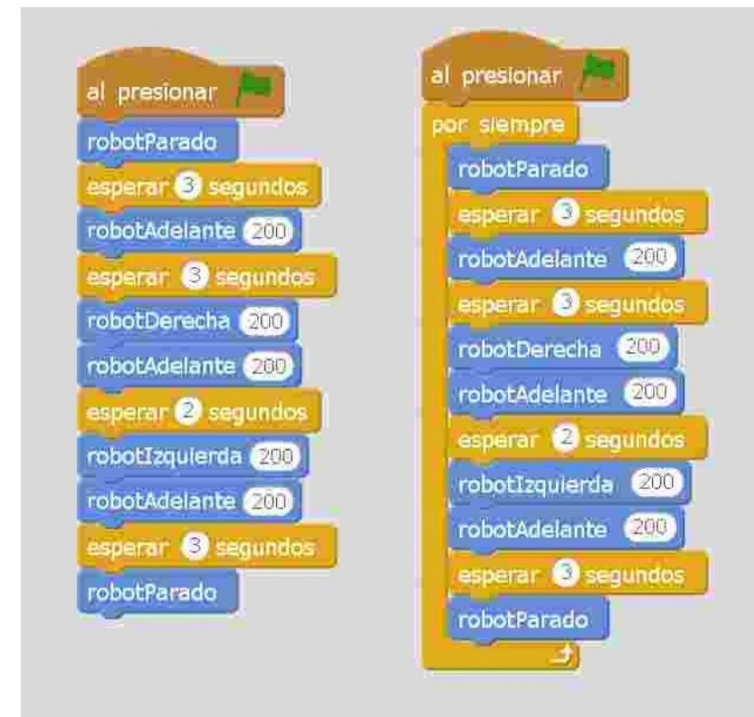 al presionar
robotParado
esperar 3 segundos
robotAdelante 200
esperar 3 segundos
robotDerecha 200
robotAdelante 200
esperar 2 segundos
robotIzquierda 200
robotAdelante 200
esperar 3 segundos
robotParado
al presionar
por siempre
robotParado
esperar 3 segundos
robotAdelante 200
esperar 3 segundos
robotDerecha 200
robotAdelante 200
esperar 2 segundos
robotIzquierda 200
robotAdelante 200
esperar 3 segundos
robotParado